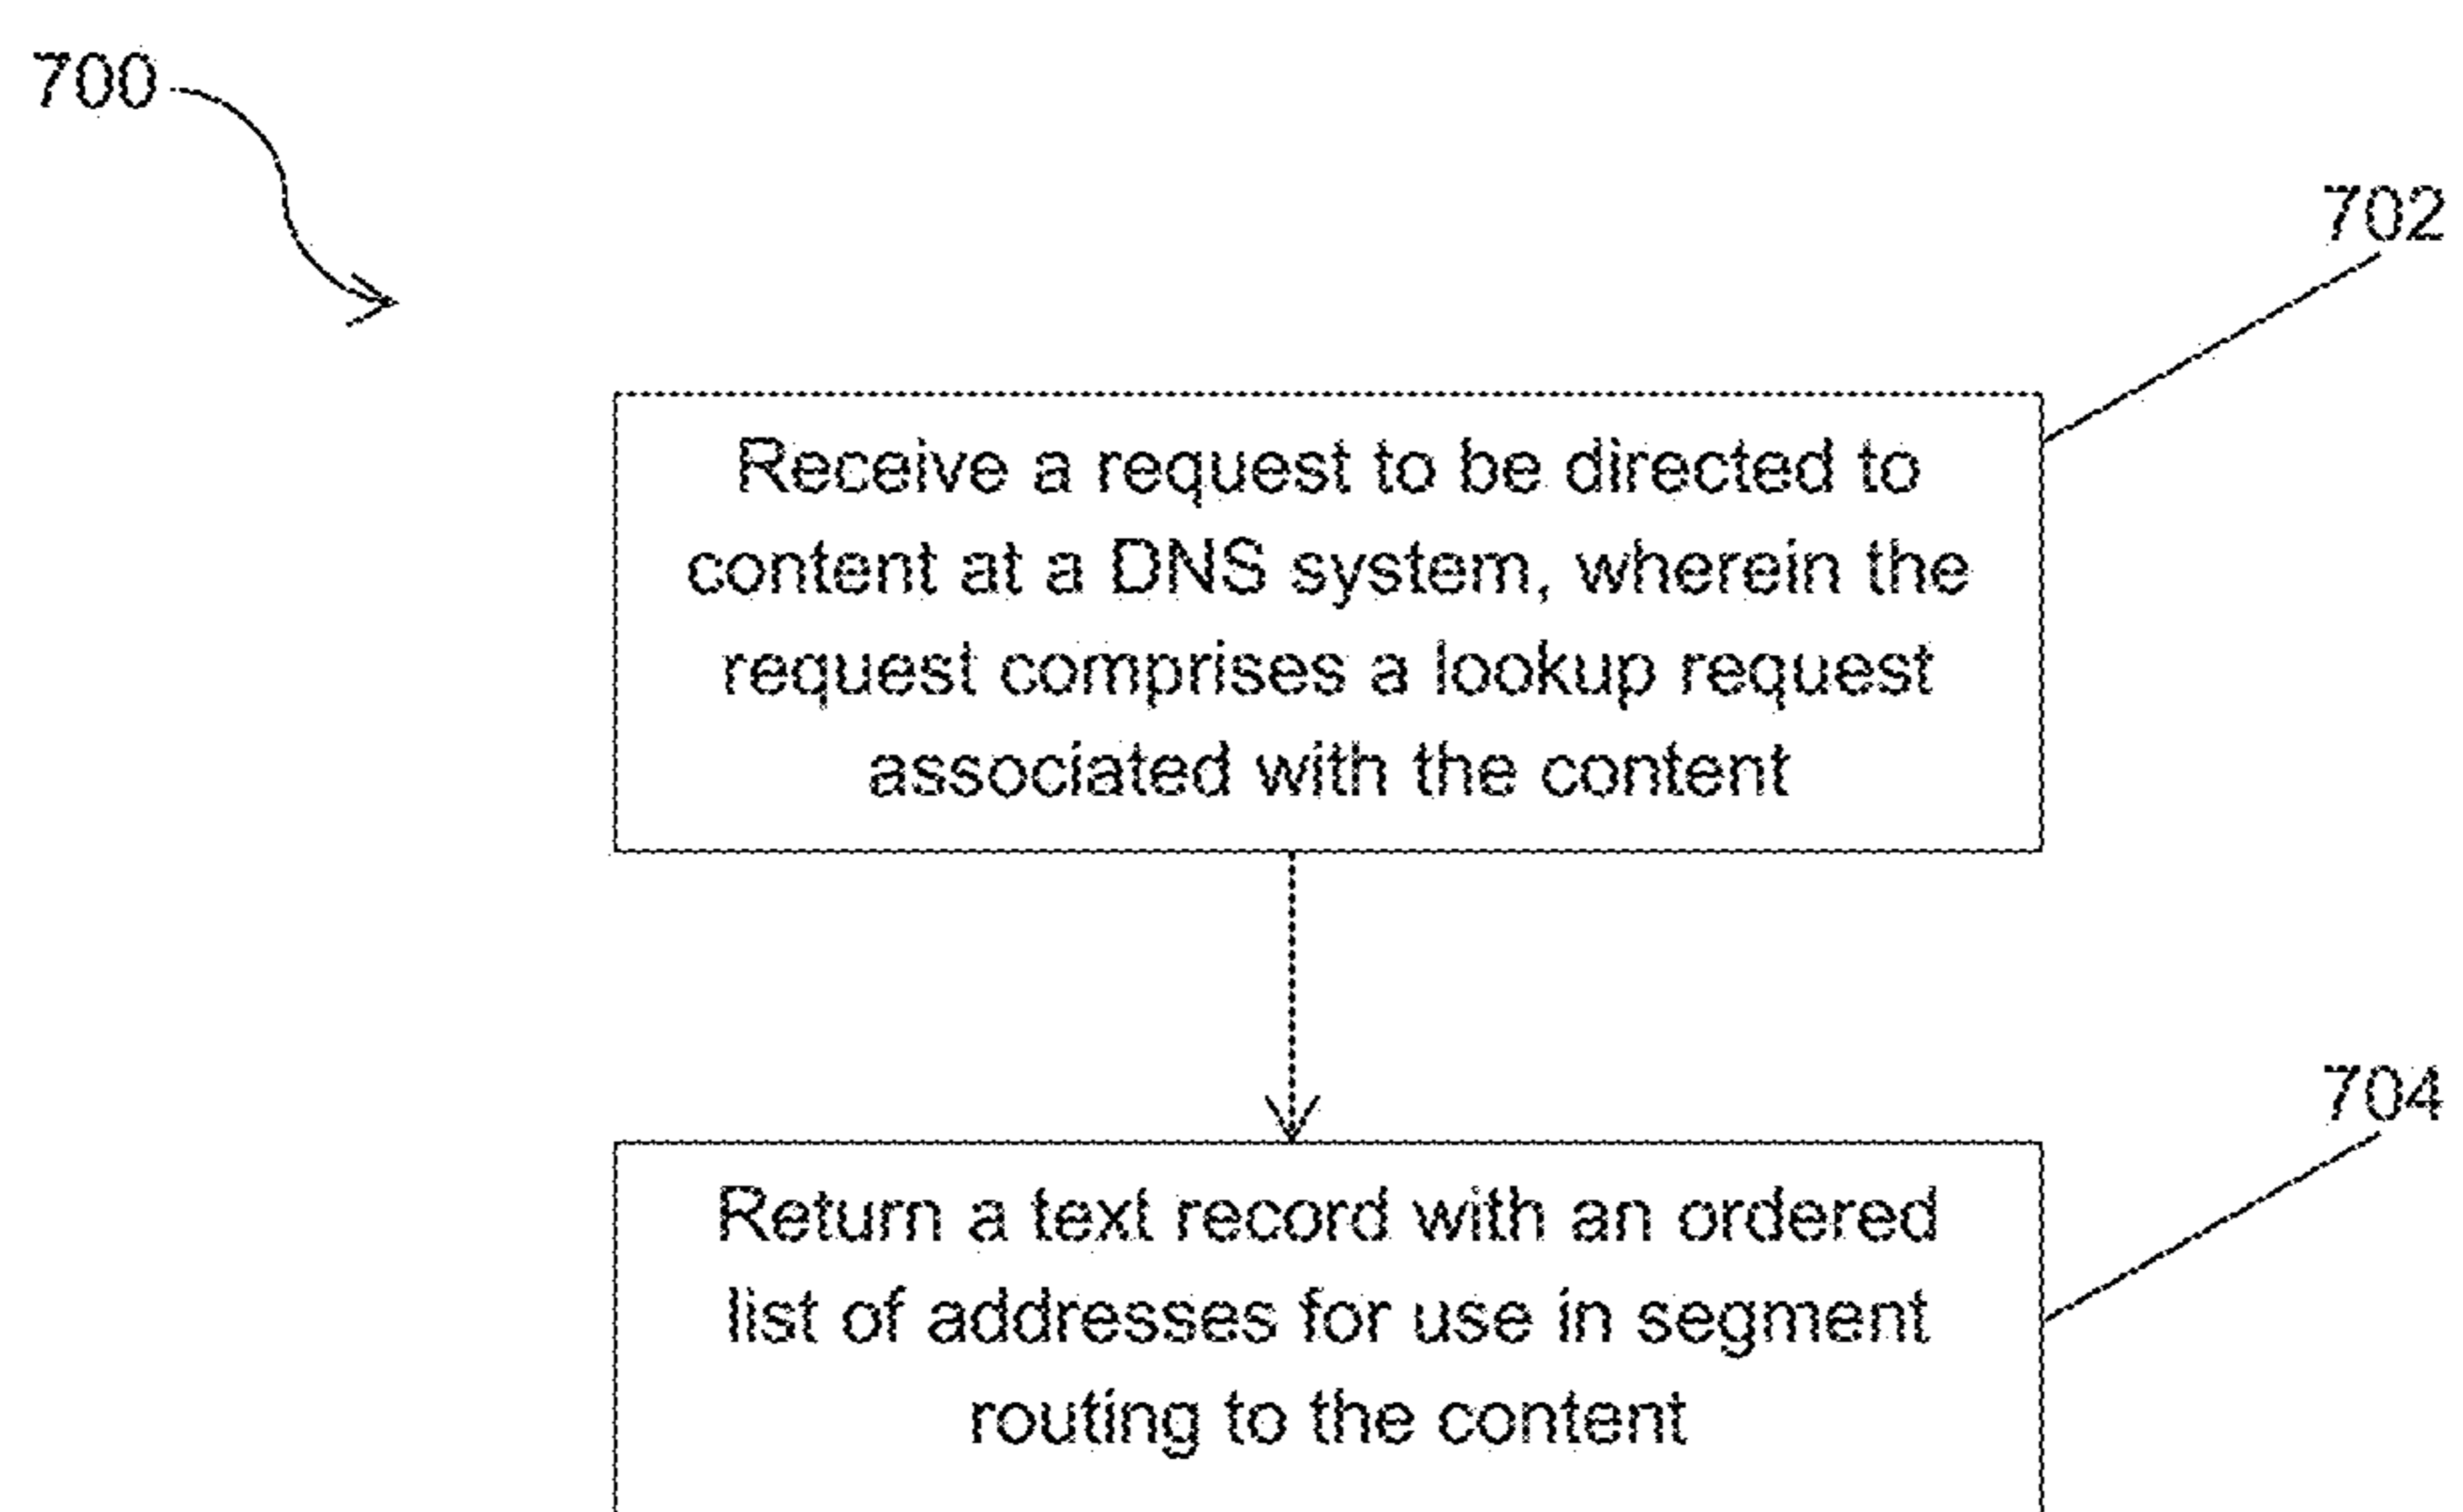 700
702
Receive a request to be directed to
content at a DNS system, wherein the
request comprises a lookup request
associated with the content
704
Return a text record with an ordered
list of addresses for use in segment
routing to the content